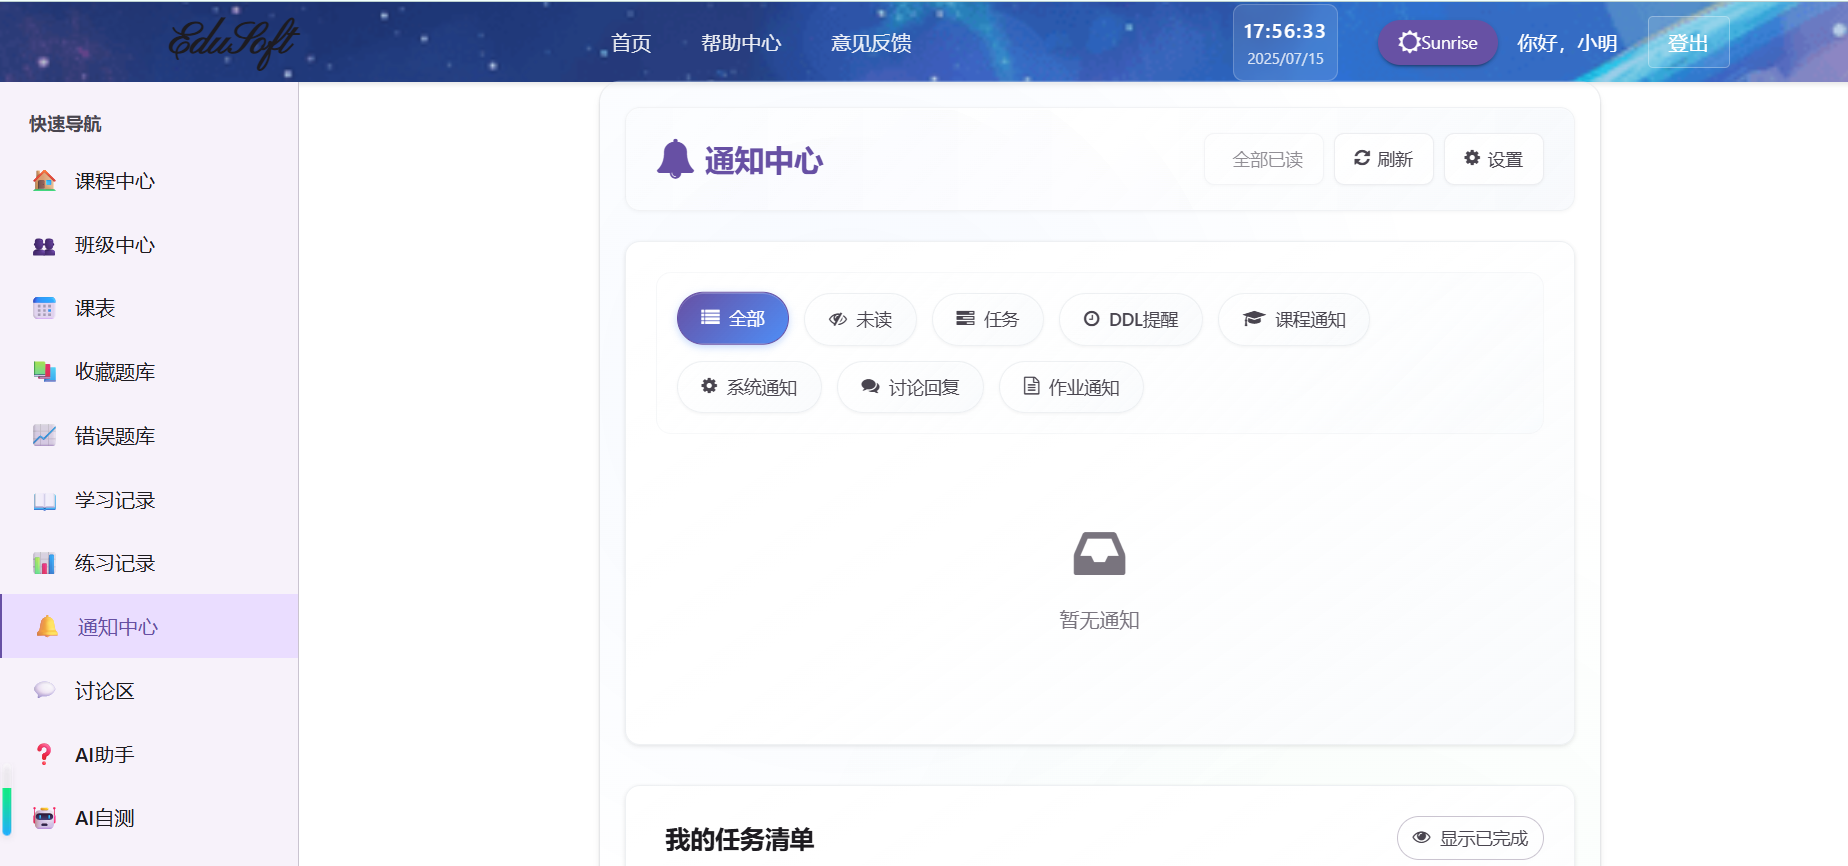 EduSoft
首页
帮助中心
意见反馈
17:56:33
2025/07/15
Sunrise
你好，小明
登出
快速导航
课程中心
班级中心
课表
收藏题库
错误题库
学习记录
练习记录
通知中心
讨论区
AI助手
AI自测
通知中心
全部已读
刷新
设置
全部
未读
任务
DDL提醒
课程通知
系统通知
讨论回复
作业通知
暂无通知
我的任务清单
显示已完成